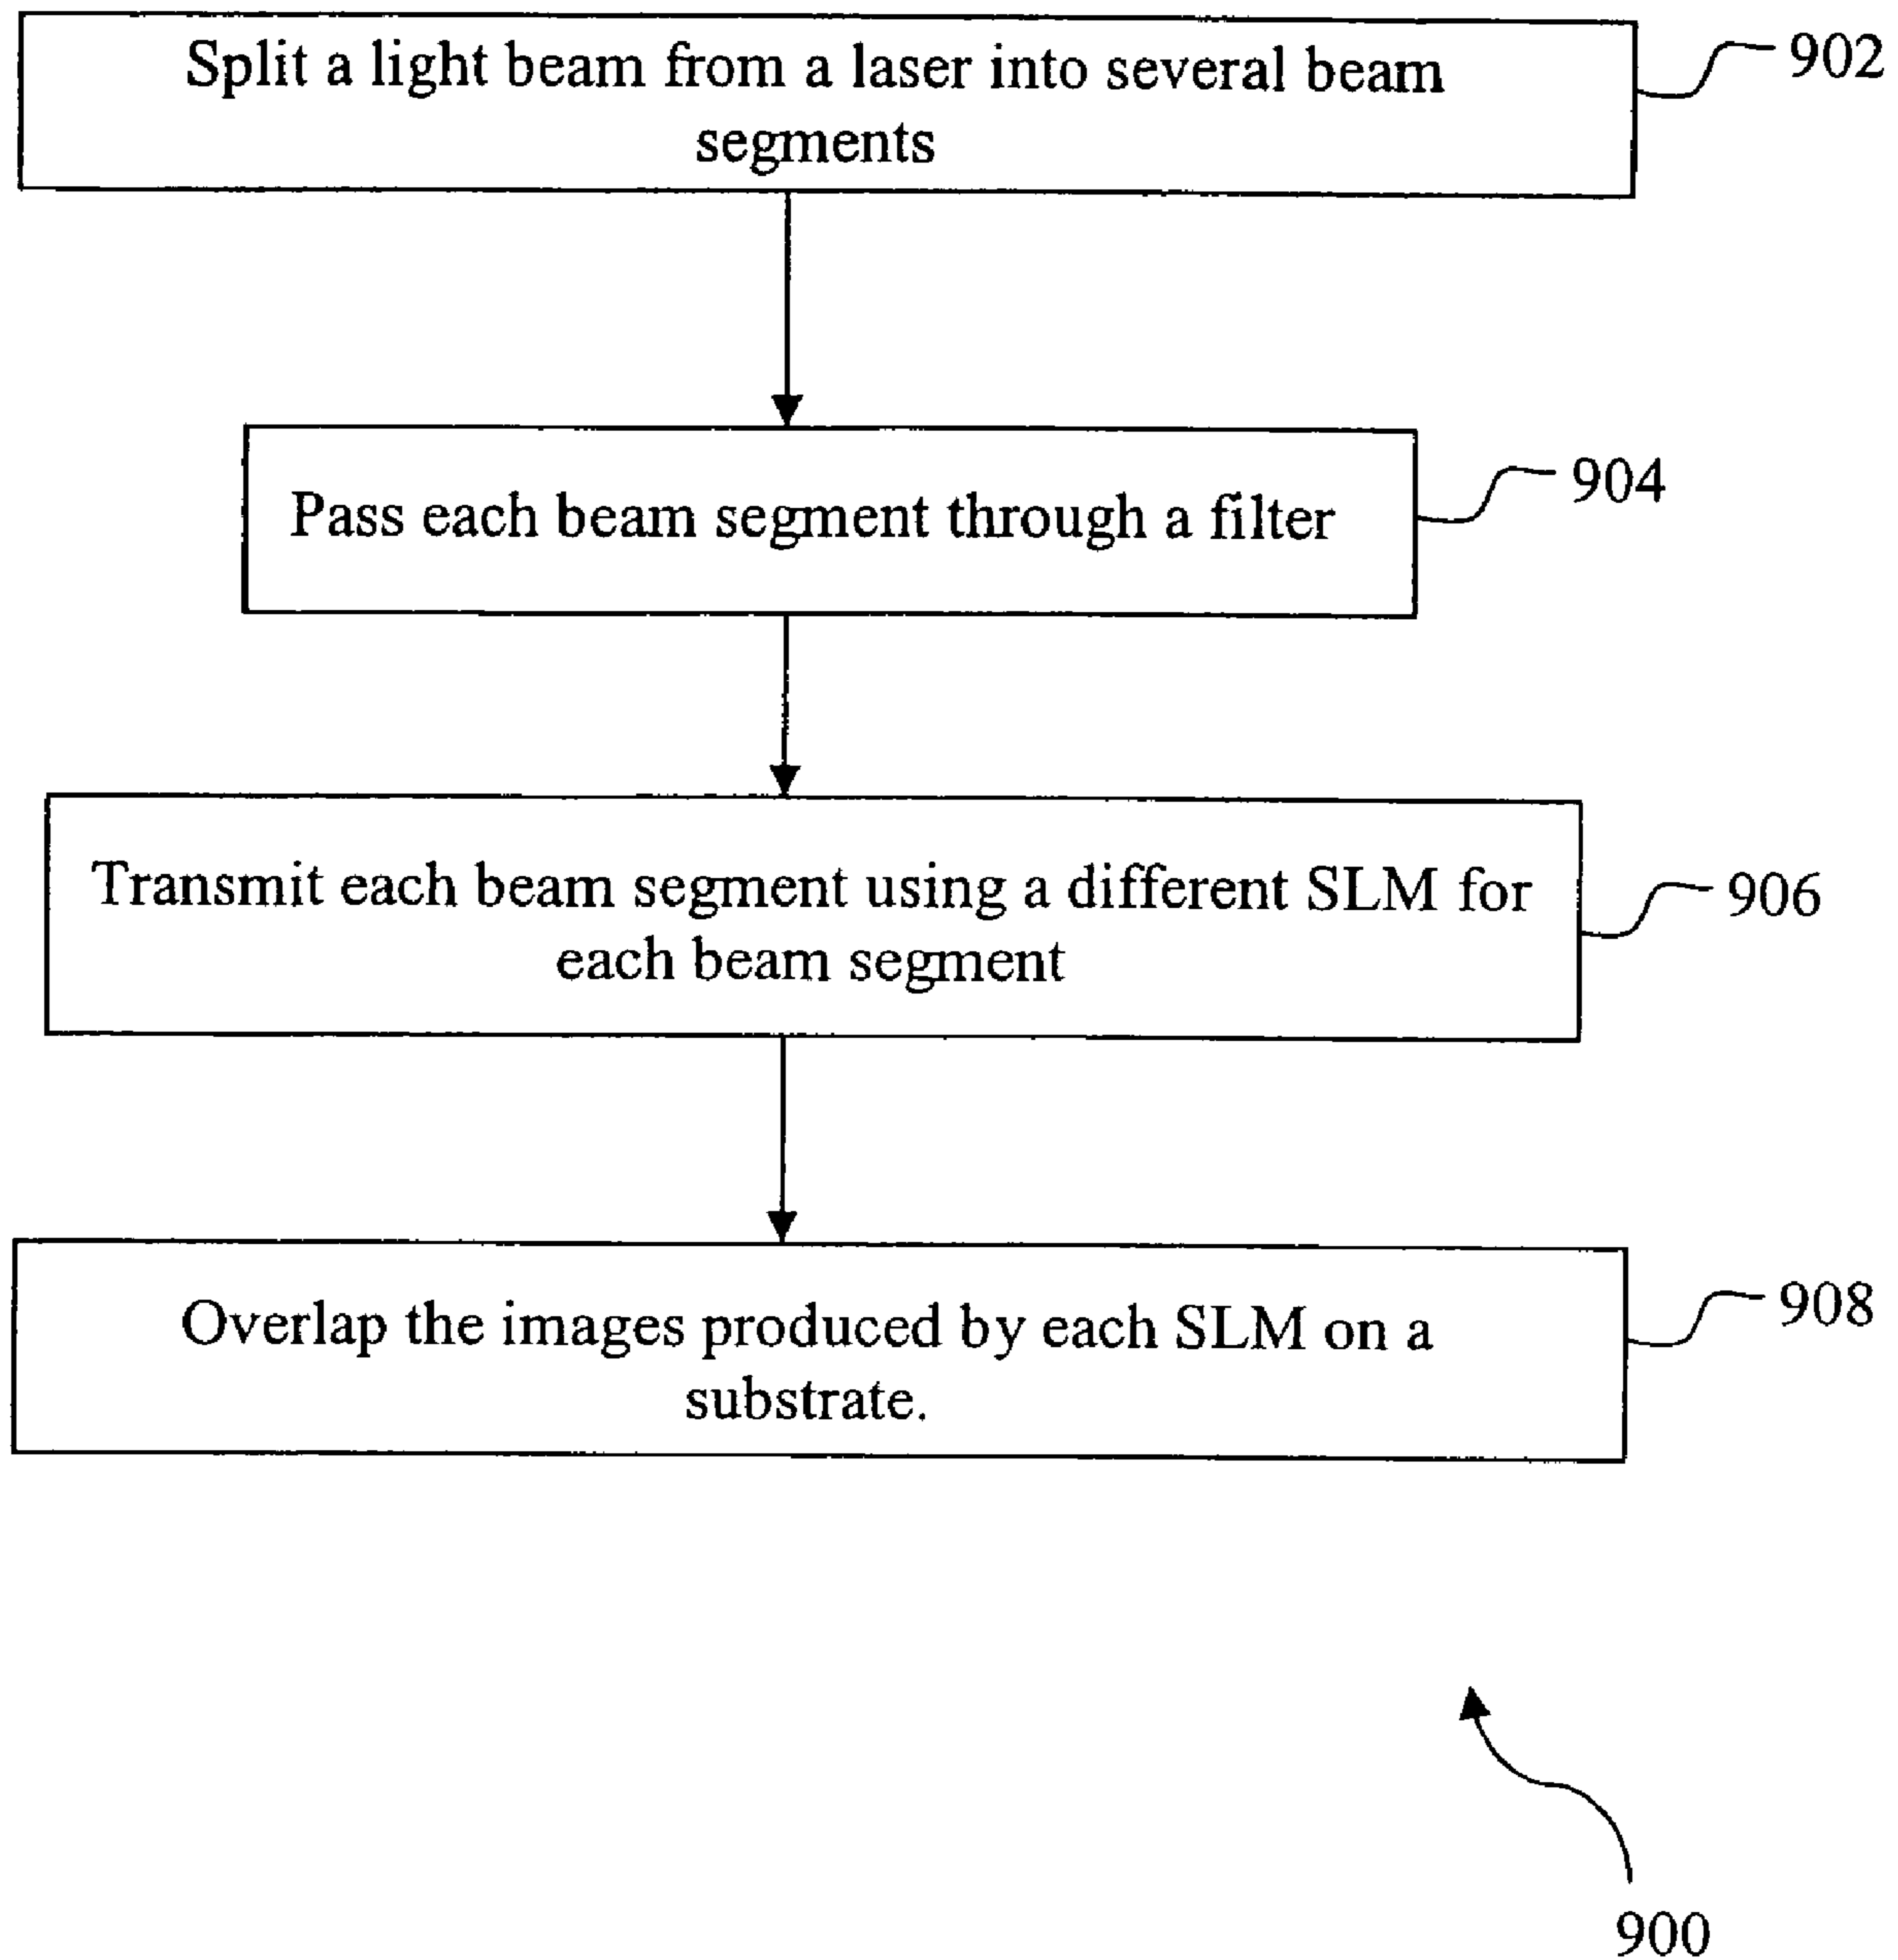 Split a light beam from a laser into several beam
segments
902
Pass each beam segment through a filter
904
Transmit each beam segment using a different SLM for
each beam segment
906
Overlap the images produced by each SLM on a
substrate.
908
900